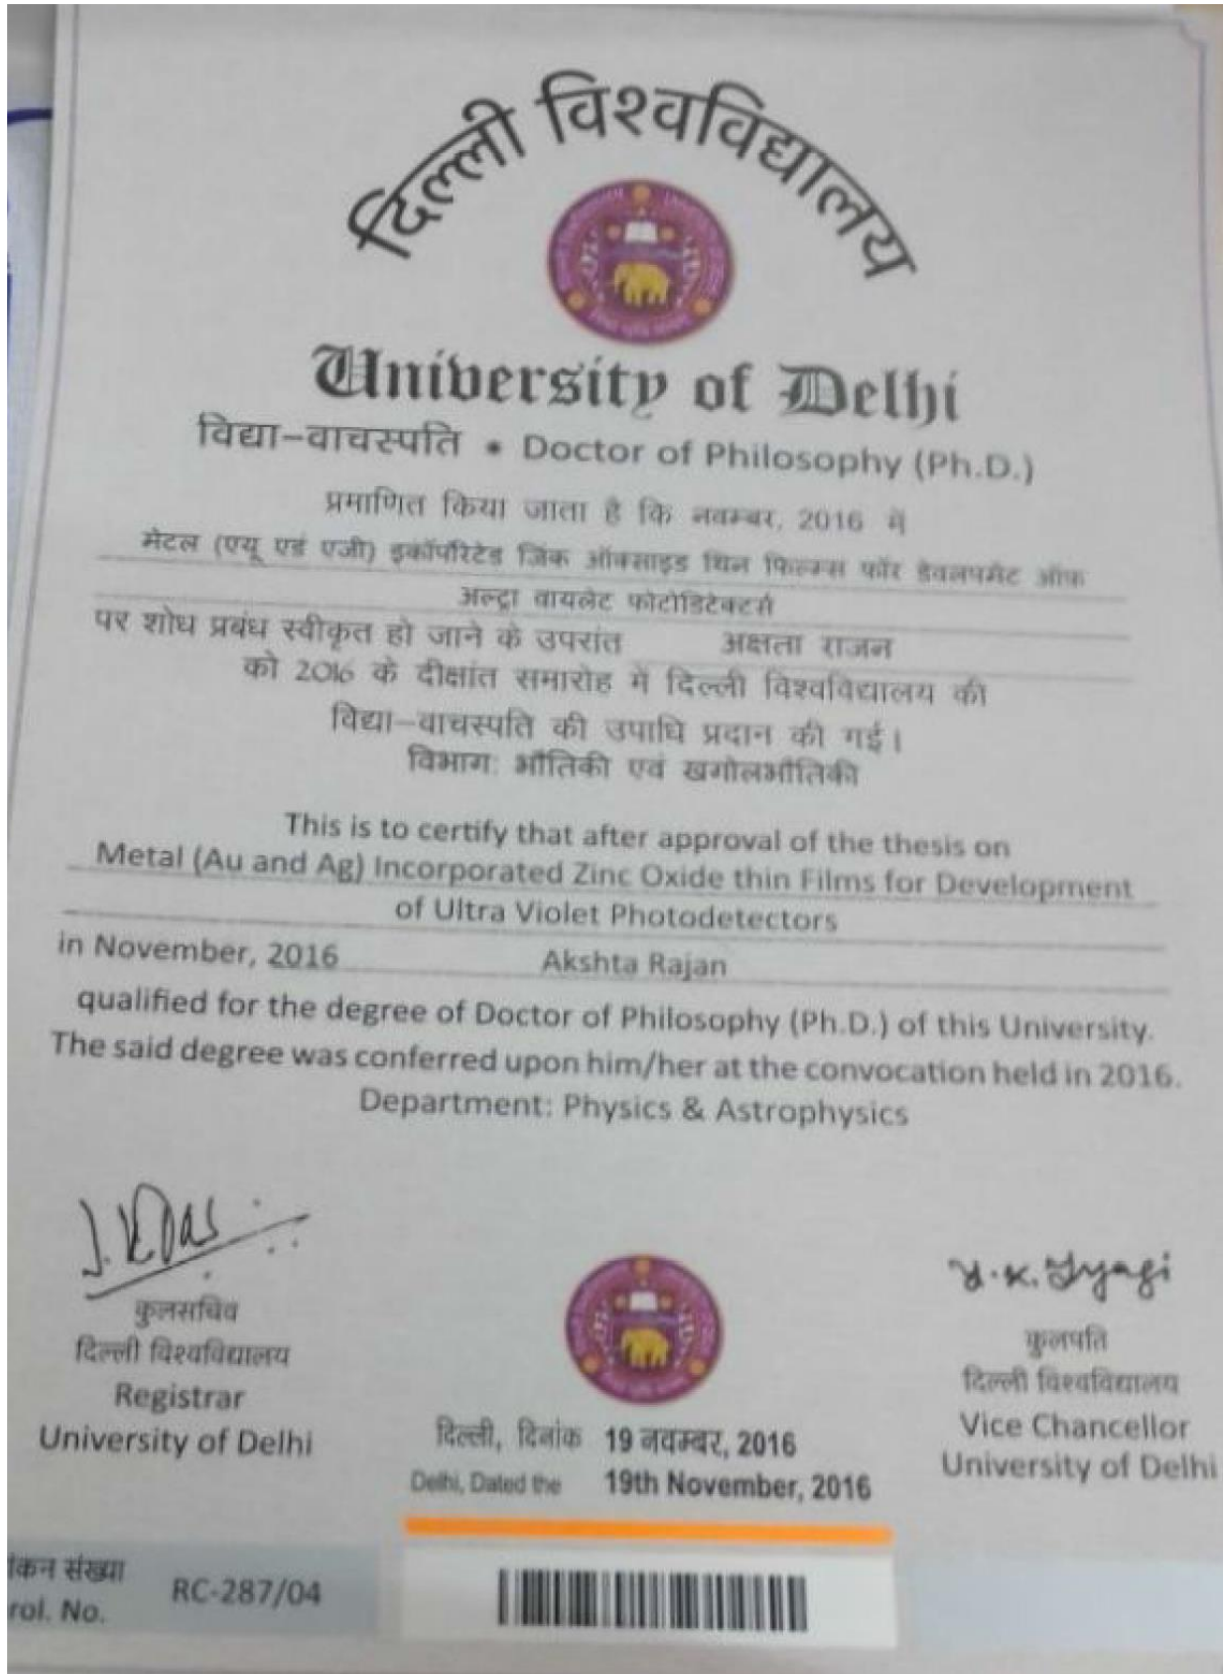 दिल्ली विश्वविद्यालय
University of Delhi
विद्या-वाचस्पति • Doctor of Philosophy (Ph.D.)
प्रमाणित किया जाता है कि नवम्बर, 2016 में
मेटल (एयू एवं एजी) इकॉर्पोरेटेड जिंक ऑक्साइड थिन फिल्म्स फॉर डेवलपमेंट ऑफ
अल्ट्रा वायलेट फोटोडिटेक्टर्स
पर शोध प्रबंध स्वीकृत हो जाने के उपरांत अक्षता राजन
को 2016 के दीक्षांत समारोह में दिल्ली विश्वविद्यालय की
विद्या-वाचस्पति की उपाधि प्रदान की गई।
विभाग: भौतिकी एवं खगोलभौतिकी
This is to certify that after approval of the thesis on
Metal (Au and Ag) Incorporated Zinc Oxide thin Films for Development
of Ultra Violet Photodetectors
in November, 2016 Akshta Rajan
qualified for the degree of Doctor of Philosophy (Ph.D.) of this University.
The said degree was conferred upon him/her at the convocation held in 2016.
Department: Physics & Astrophysics
कुलसचिव
दिल्ली विश्वविद्यालय
Registrar
University of Delhi
दिल्ली, दिनांक 19 नवम्बर, 2016
Delhi, Dated the 19th November, 2016
कुलपति
दिल्ली विश्वविद्यालय
Vice Chancellor
University of Delhi
संख्या
rol. No. RC-287/04